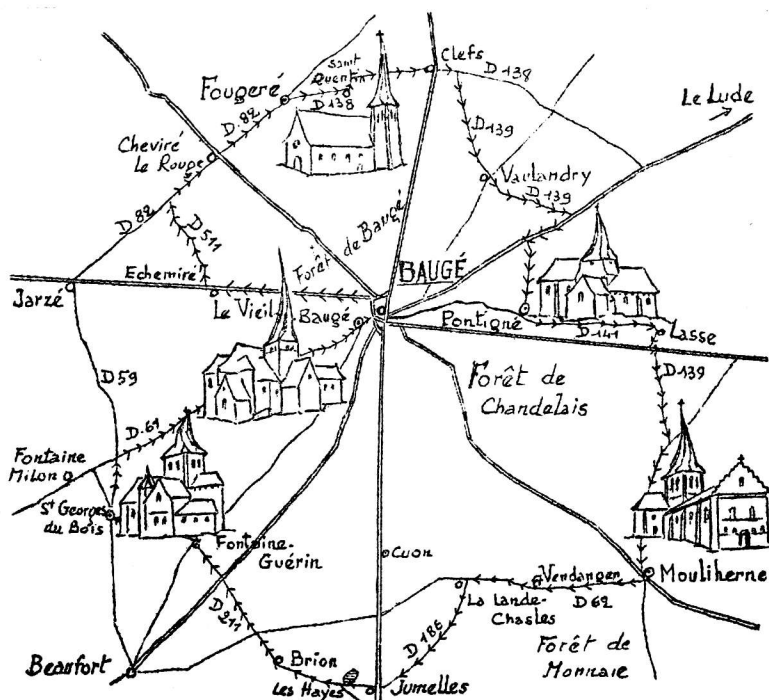 Clefs
Saint
Quentin
D 138
Fougeré
D 138
Le Lude
D 82
D 139
Cheviré
Le Rouge
Vaulandry
D 139
Forêt de Baugé
D 82
D 511
Echemiré
BAUGÉ
Jarzé
Le Vieil
Baugé
Pontigné
D 141
Lasse
D 59
Forêt de
Chandelais
D 139
D. 61
Fontaine
Milon
St Georges
du Bois
Fontaine-
Guérin
Cuon
Vendanger
Mouliherne
La Lande-
Chasles
D 62
D 211
D 186
Forêt de
Monnaie
Beaufort
Brion
Les Hayes
Jumelles